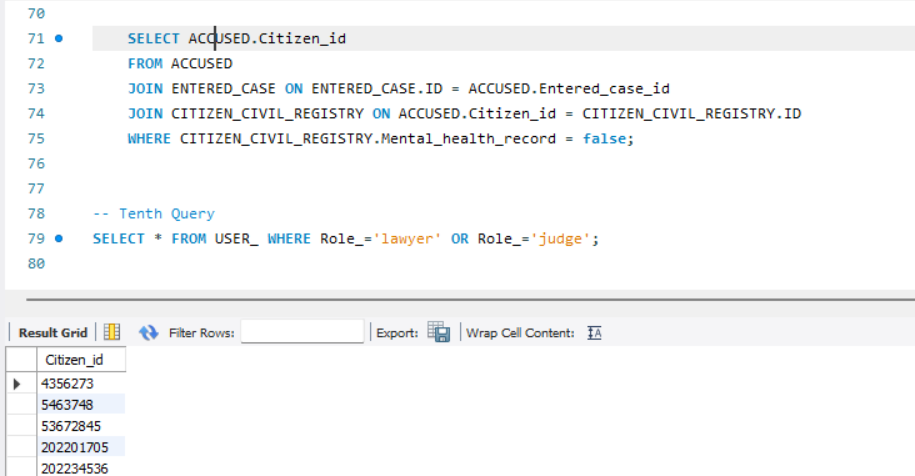 70
71 SELECT ACCUSED.Citizen_id
72 FROM ACCUSED
73 JOIN ENTERED_CASE ON ENTERED_CASE.ID = ACCUSED.Entered_case_id
74 JOIN CITIZEN_CIVIL_REGISTRY ON ACCUSED.Citizen_id = CITIZEN_CIVIL_REGISTRY.ID
75 WHERE CITIZEN_CIVIL_REGISTRY.Mental_health_record = false;
76
77
78 -- Tenth Query
79 SELECT * FROM USER_ WHERE Role_='lawyer' OR Role_='judge';
80
Result Grid Filter Rows: Export: Wrap Cell Content:
Citizen_id
4356273
5463748
53672845
202201705
202234536